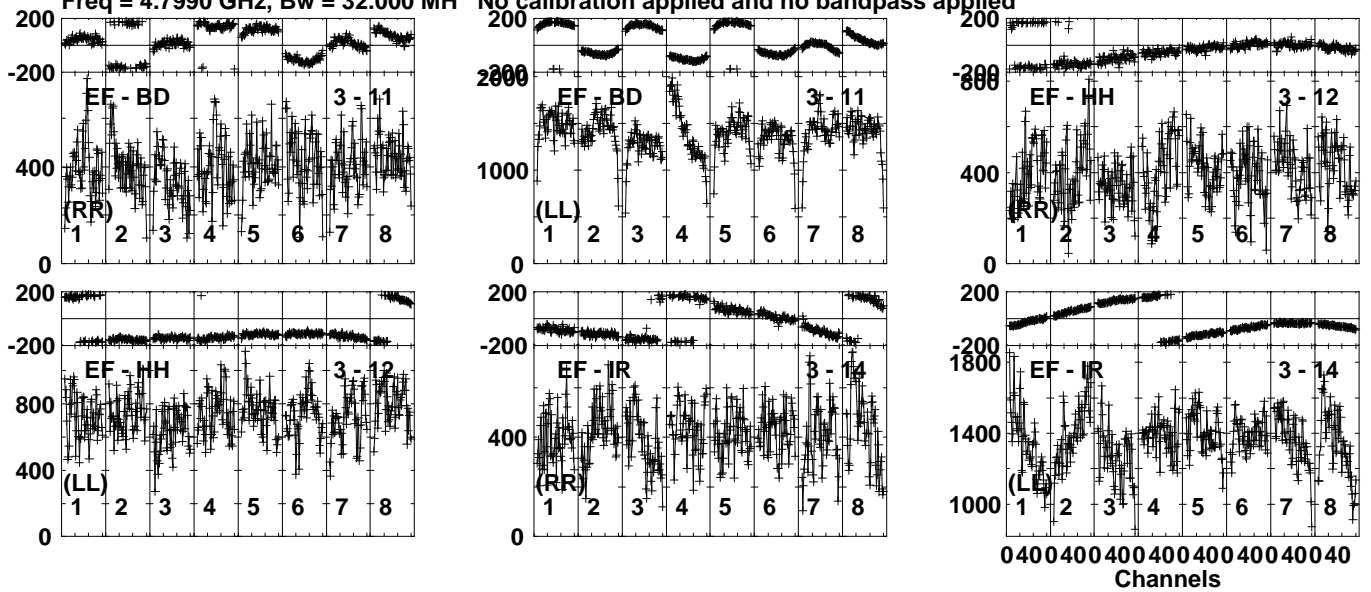 Freq = 4.7990 GHz, Bw = 32.000 MH No calibration applied and no bandpass applied
200
-200
EF - BD 3 - 11
400
(RR)
1 2 3 4 5 6 7 8
0
200
-200
2000
EF - BD 3 - 11
1000
(LL)
1 2 3 4 5 6 7 8
0
200
-200
800
EF - HH 3 - 12
400
(RR)
1 2 3 4 5 6 7 8
0
200
-200
EF - HH 3 - 12
800
400
(LL)
1 2 3 4 5 6 7 8
0
200
-200
EF - IR 3 - 14
400
(RR)
1 2 3 4 5 6 7 8
0
200
-200
1800
EF - IR 3 - 14
1400
(LL)
1000
1 2 3 4 5 6 7 8
0 40 0 40 0 40 0 40 0 40 0 40 0 40 0 40
Channels